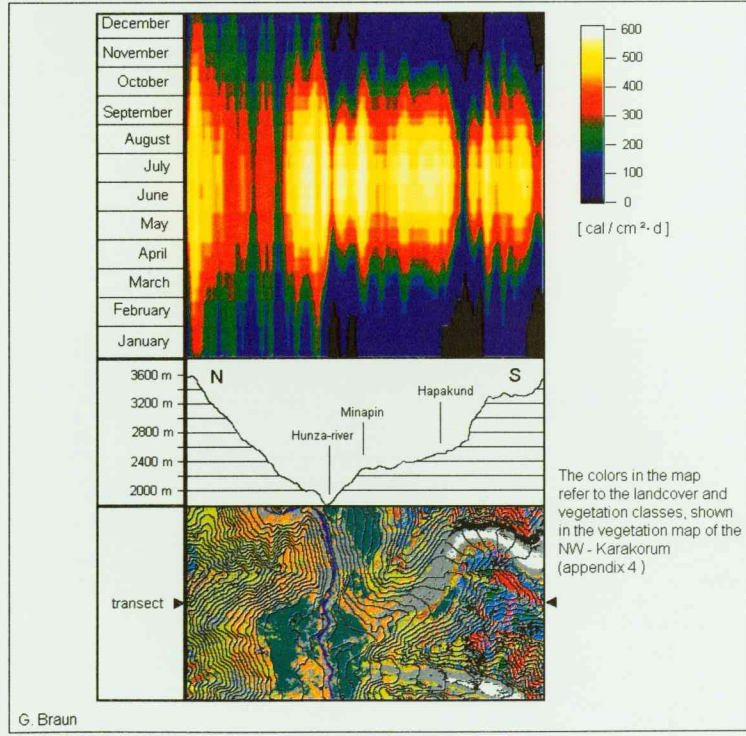 December
November
October
September
August
July
June
May
April
March
February
January
600
500
400
300
200
100
0
[ cal / cm ²· d ]
3600 m
3200 m
2800 m
2400 m
2000 m
N
S
Hapakund
Minapin
Hunza-river
The colors in the map
refer to the landcover and
vegetation classes, shown
in the vegetation map of the
NW - Karakorum
(appendix 4 )
transect
G. Braun